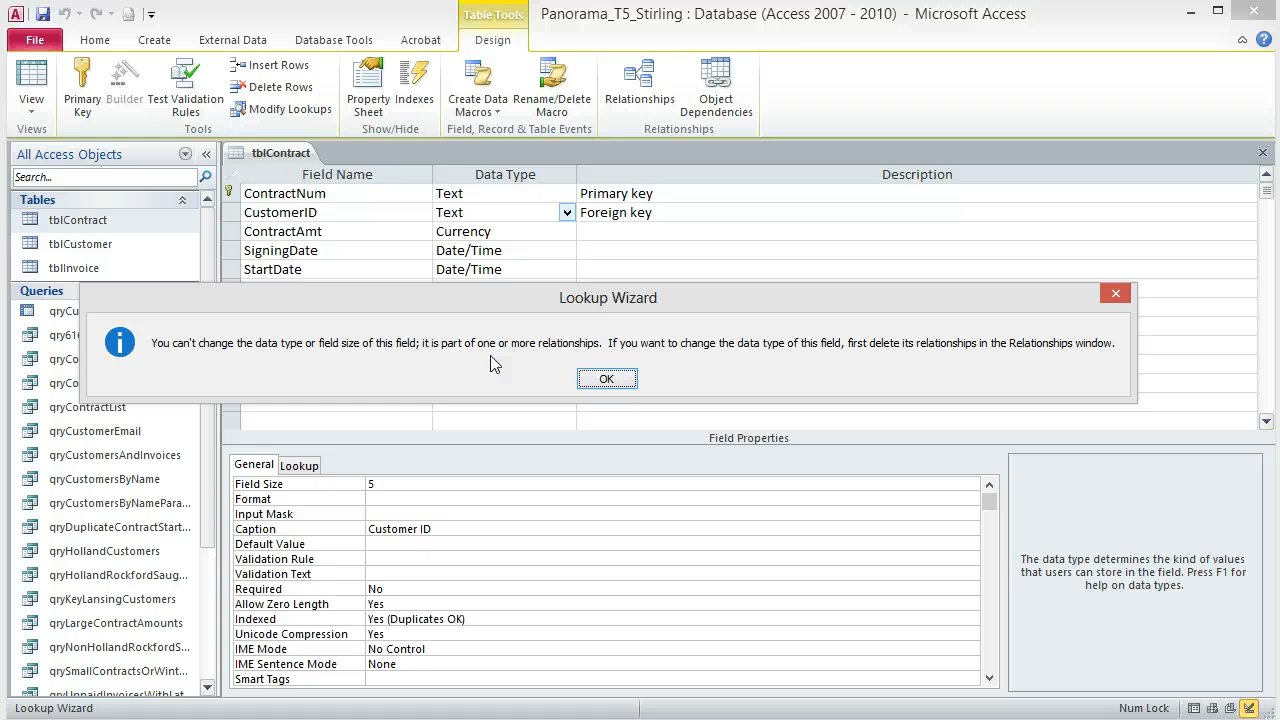 Table Tools
Panorama_T5_Stirling : Database (Access 2007 - 2010) - Microsoft Access
File
Home
Create
External Data
Database Tools
Acrobat
Design
View
Primary Key
Builder
Test Validation Rules
Insert Rows
Delete Rows
Modify Lookups
Property Sheet
Indexes
Create Data Macros
Rename/Delete Macro
Relationships
Object Dependencies
Views
Tools
Show/Hide
Field, Record & Table Events
Relationships
All Access Objects
Search...
Tables
tblContract
tblCustomer
tblInvoice
Queries
qryCu
qry61
qryCo
qryCo
qryContractList
qryCustomerEmail
qryCustomersAndInvoices
qryCustomersByName
qryCustomersByNamePara...
qryDuplicateContractStart...
qryHollandCustomers
qryHollandRockfordSaug...
qryKeyLansingCustomers
qryLargeContractAmounts
qryNonHollandRockfordS...
qrySmallContractsOrWint...
qryUnpaidInvoicesWithLat...
tblContract
Field Name Data Type Description
ContractNum Text Primary key
CustomerID Text Foreign key
ContractAmt Currency
SigningDate Date/Time
StartDate Date/Time
Lookup Wizard
You can't change the data type or field size of this field; it is part of one or more relationships. If you want to change the data type of this field, first delete its relationships in the Relationships window.
OK
Field Properties
General Lookup
Field Size 5
Format
Input Mask
Caption Customer ID
Default Value
Validation Rule
Validation Text
Required No
Allow Zero Length Yes
Indexed Yes (Duplicates OK)
Unicode Compression Yes
IME Mode No Control
IME Sentence Mode None
Smart Tags
The data type determines the kind of values
that users can store in the field. Press F1 for
help on data types.
Lookup Wizard
Num Lock